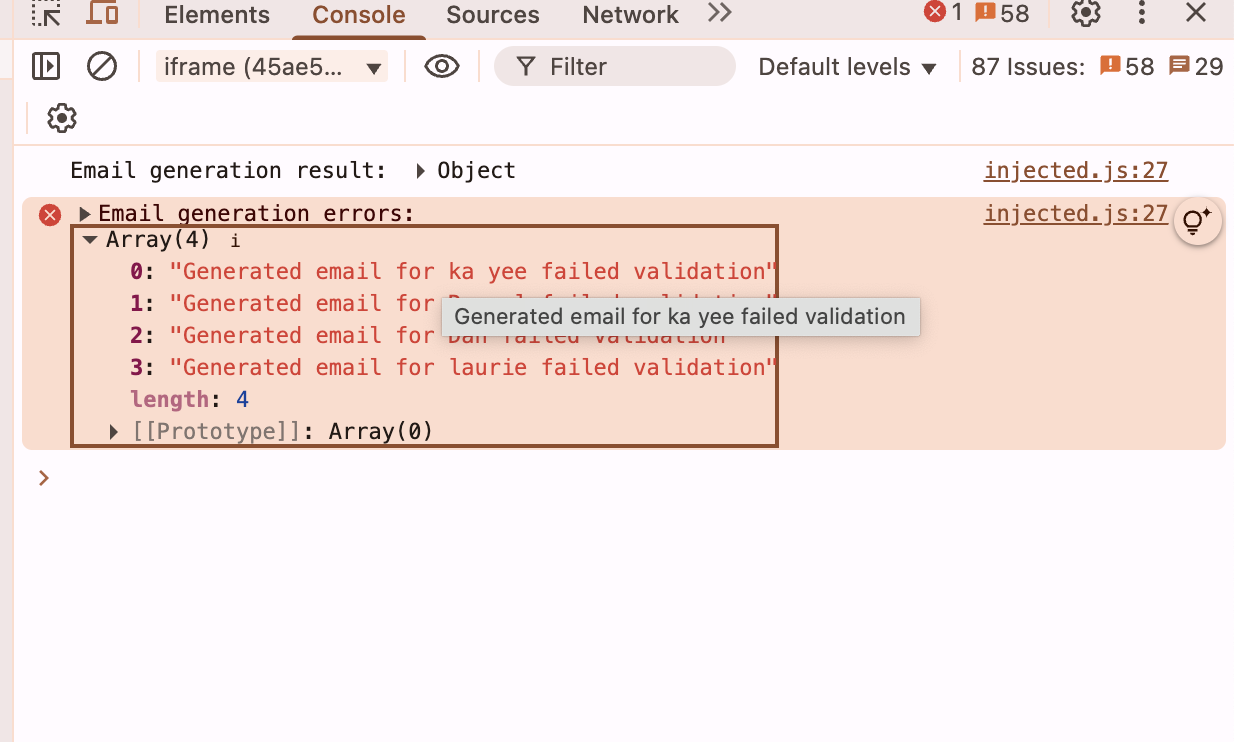 Elements Console Sources Network 1 58
iframe (45ae5... Filter Default levels 87 Issues: 58 29
Email generation result: Object injected.js:27
Email generation errors: injected.js:27
Array(4) i
0: "Generated email for ka yee failed validation"
1: "Generated email for
Generated email for ka yee failed validation
2: "Generated email for Dan failed validation"
3: "Generated email for laurie failed validation"
length: 4
[[Prototype]]: Array(0)